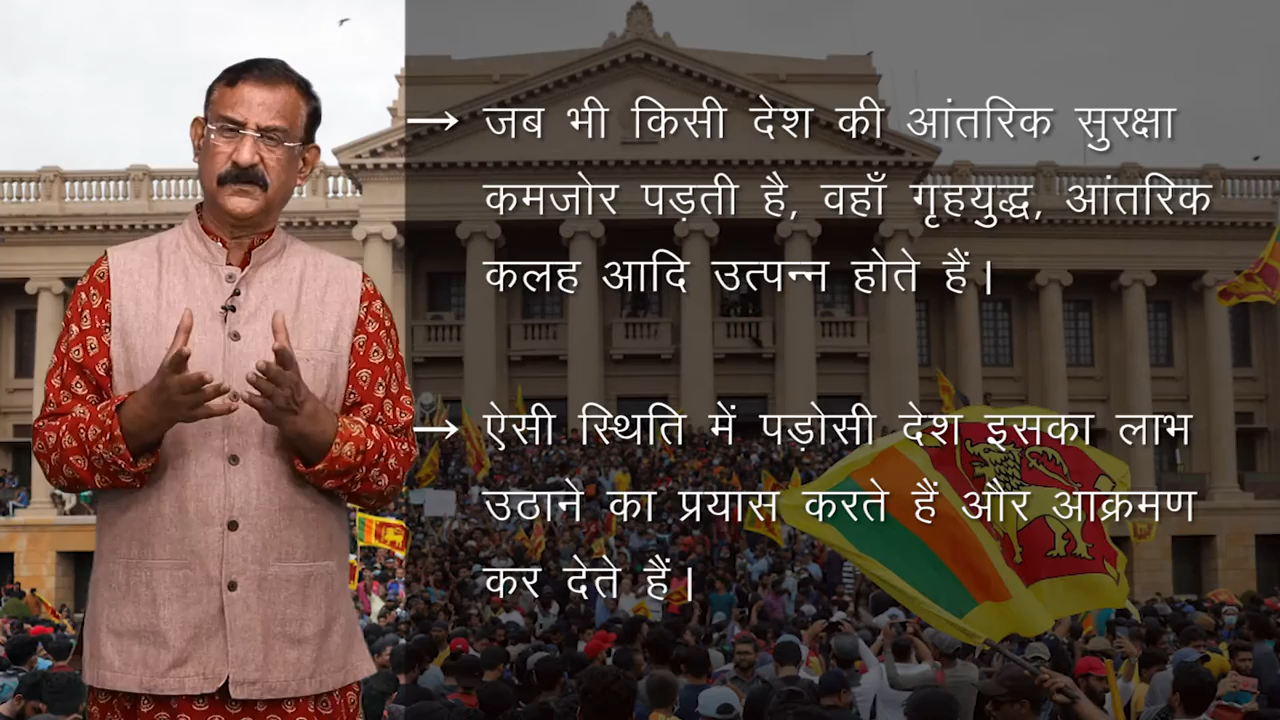 → जब भी किसी देश की आंतरिक सुरक्षा
कमजोर पड़ती है, वहाँ गृहयुद्ध, आंतरिक
कलह आदि उत्पन्न होते हैं।
→ ऐसी स्थिति में पड़ोसी देश इसका लाभ
उठाने का प्रयास करते हैं और आक्रमण
कर देते हैं।